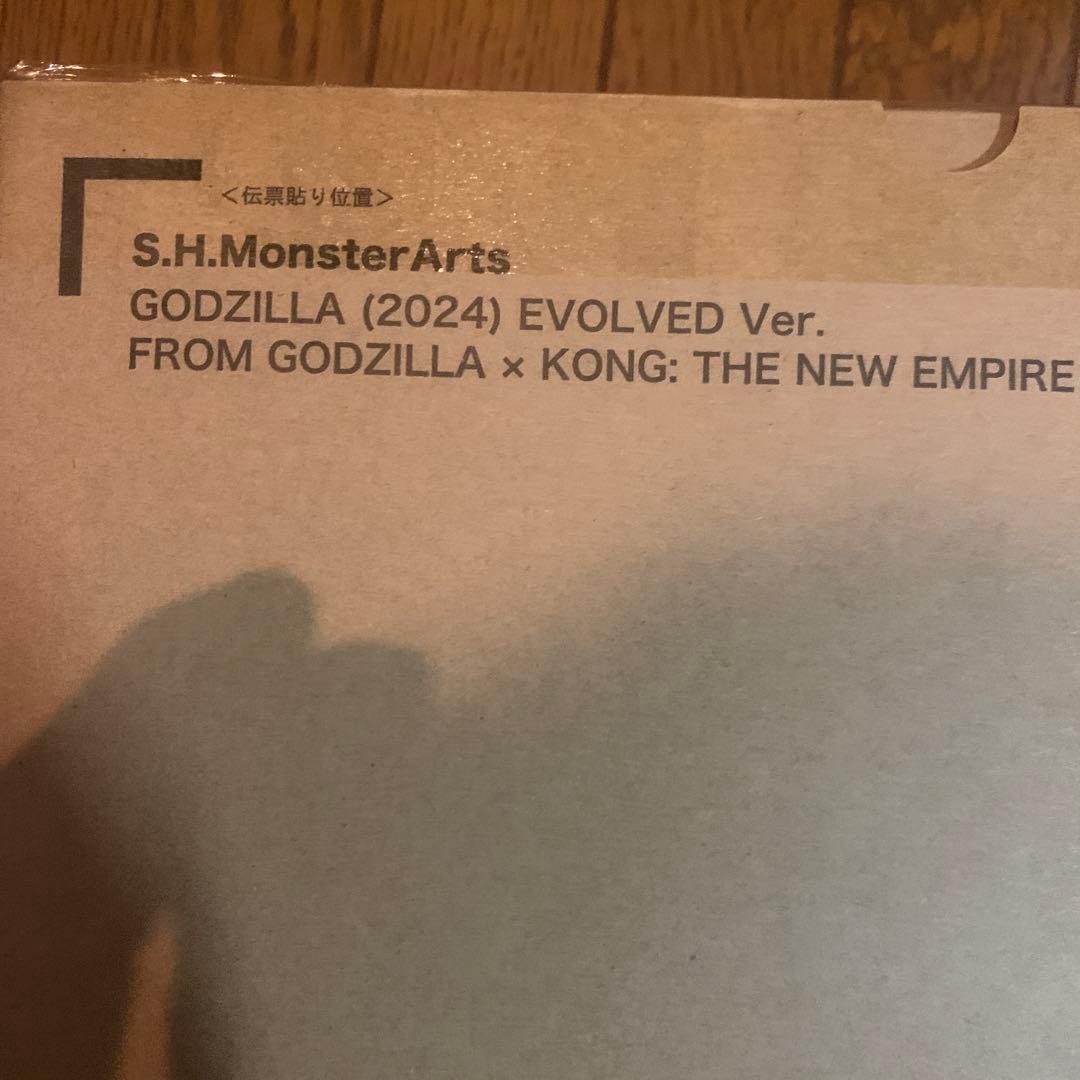 <伝票貼り位置>
S.H.MonsterArts
GODZILLA (2024) EVOLVED Ver.
FROM GODZILLA × KONG: THE NEW EMPIRE